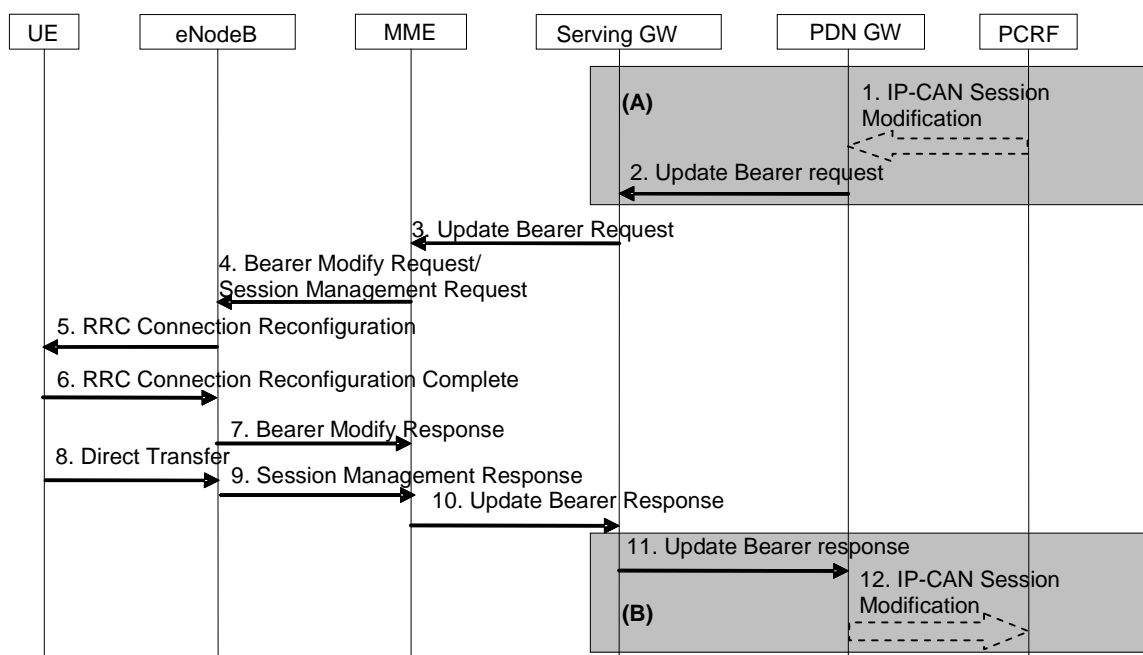 UE eNodeB MME Serving GW PDN GW PCRF
(A)
1. IP-CAN Session
Modification
2. Update Bearer request
3. Update Bearer Request
4. Bearer Modify Request/
Session Management Request
5. RRC Connection Reconfiguration
6. RRC Connection Reconfiguration Complete
7. Bearer Modify Response
8. Direct Transfer
9. Session Management Response
10. Update Bearer Response
11. Update Bearer response
12. IP-CAN Session
Modification
(B)